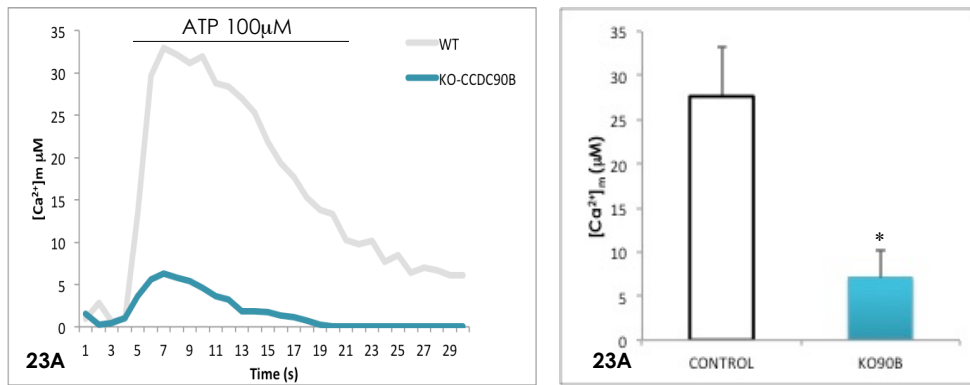 ATP 100µM
WT
KO-CCDC90B
[Ca²⁺]m µM
35
30
25
20
15
10
5
0
1 3 5 7 9 11 13 15 17 19 21 23 25 27 29
Time (s)
23A
[Ca²⁺]ₘ (µM)
35
30
25
20
15
10
5
0
*
CONTROL
KO90B
23A